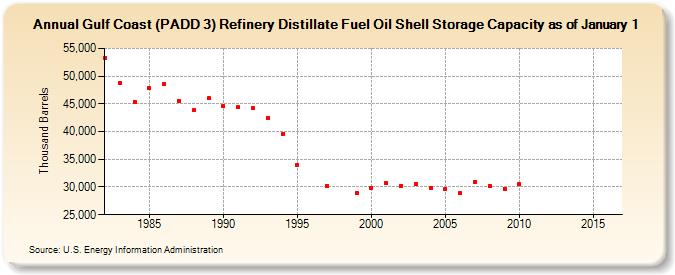 Annual Gulf Coast (PADD 3) Refinery Distillate Fuel Oil Shell Storage Capacity as of January 1
Thousand Barrels
55,000
50,000
45,000
40,000
35,000
30,000
25,000
1985 1990 1995 2000 2005 2010 2015
Source: U.S. Energy Information Administration